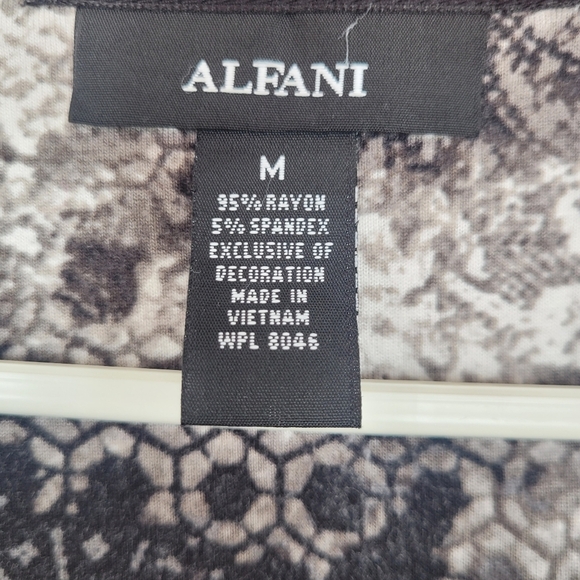 ALFANI
M
95% RAYON
5% SPANDEX
EXCLUSIVE OF
DECORATION
MADE IN
VIETNAM
WPL 8046